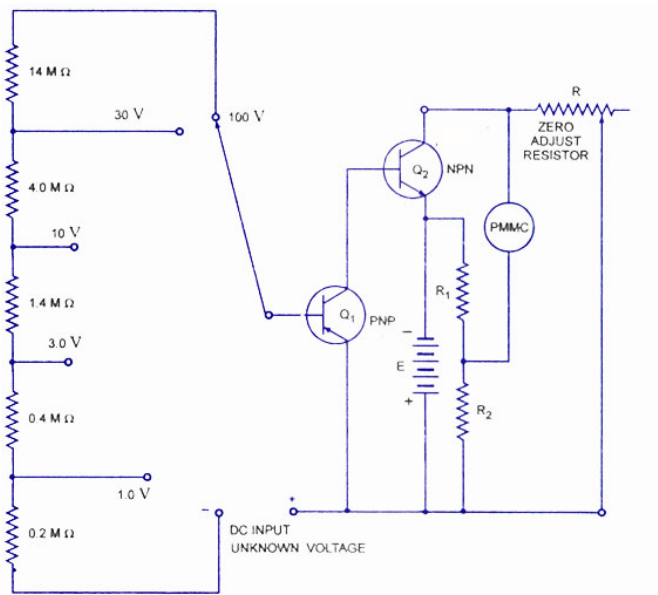 14 M Ω
30 V
100 V
R
ZERO
ADJUST
RESISTOR
Q2
NPN
4.0 M Ω
PMMC
10 V
1.4 M Ω
R1
Q1
PNP
3.0 V
−
E
+
R2
0.4 M Ω
1.0 V
−
+
0.2 M Ω
DC INPUT
UNKNOWN VOLTAGE